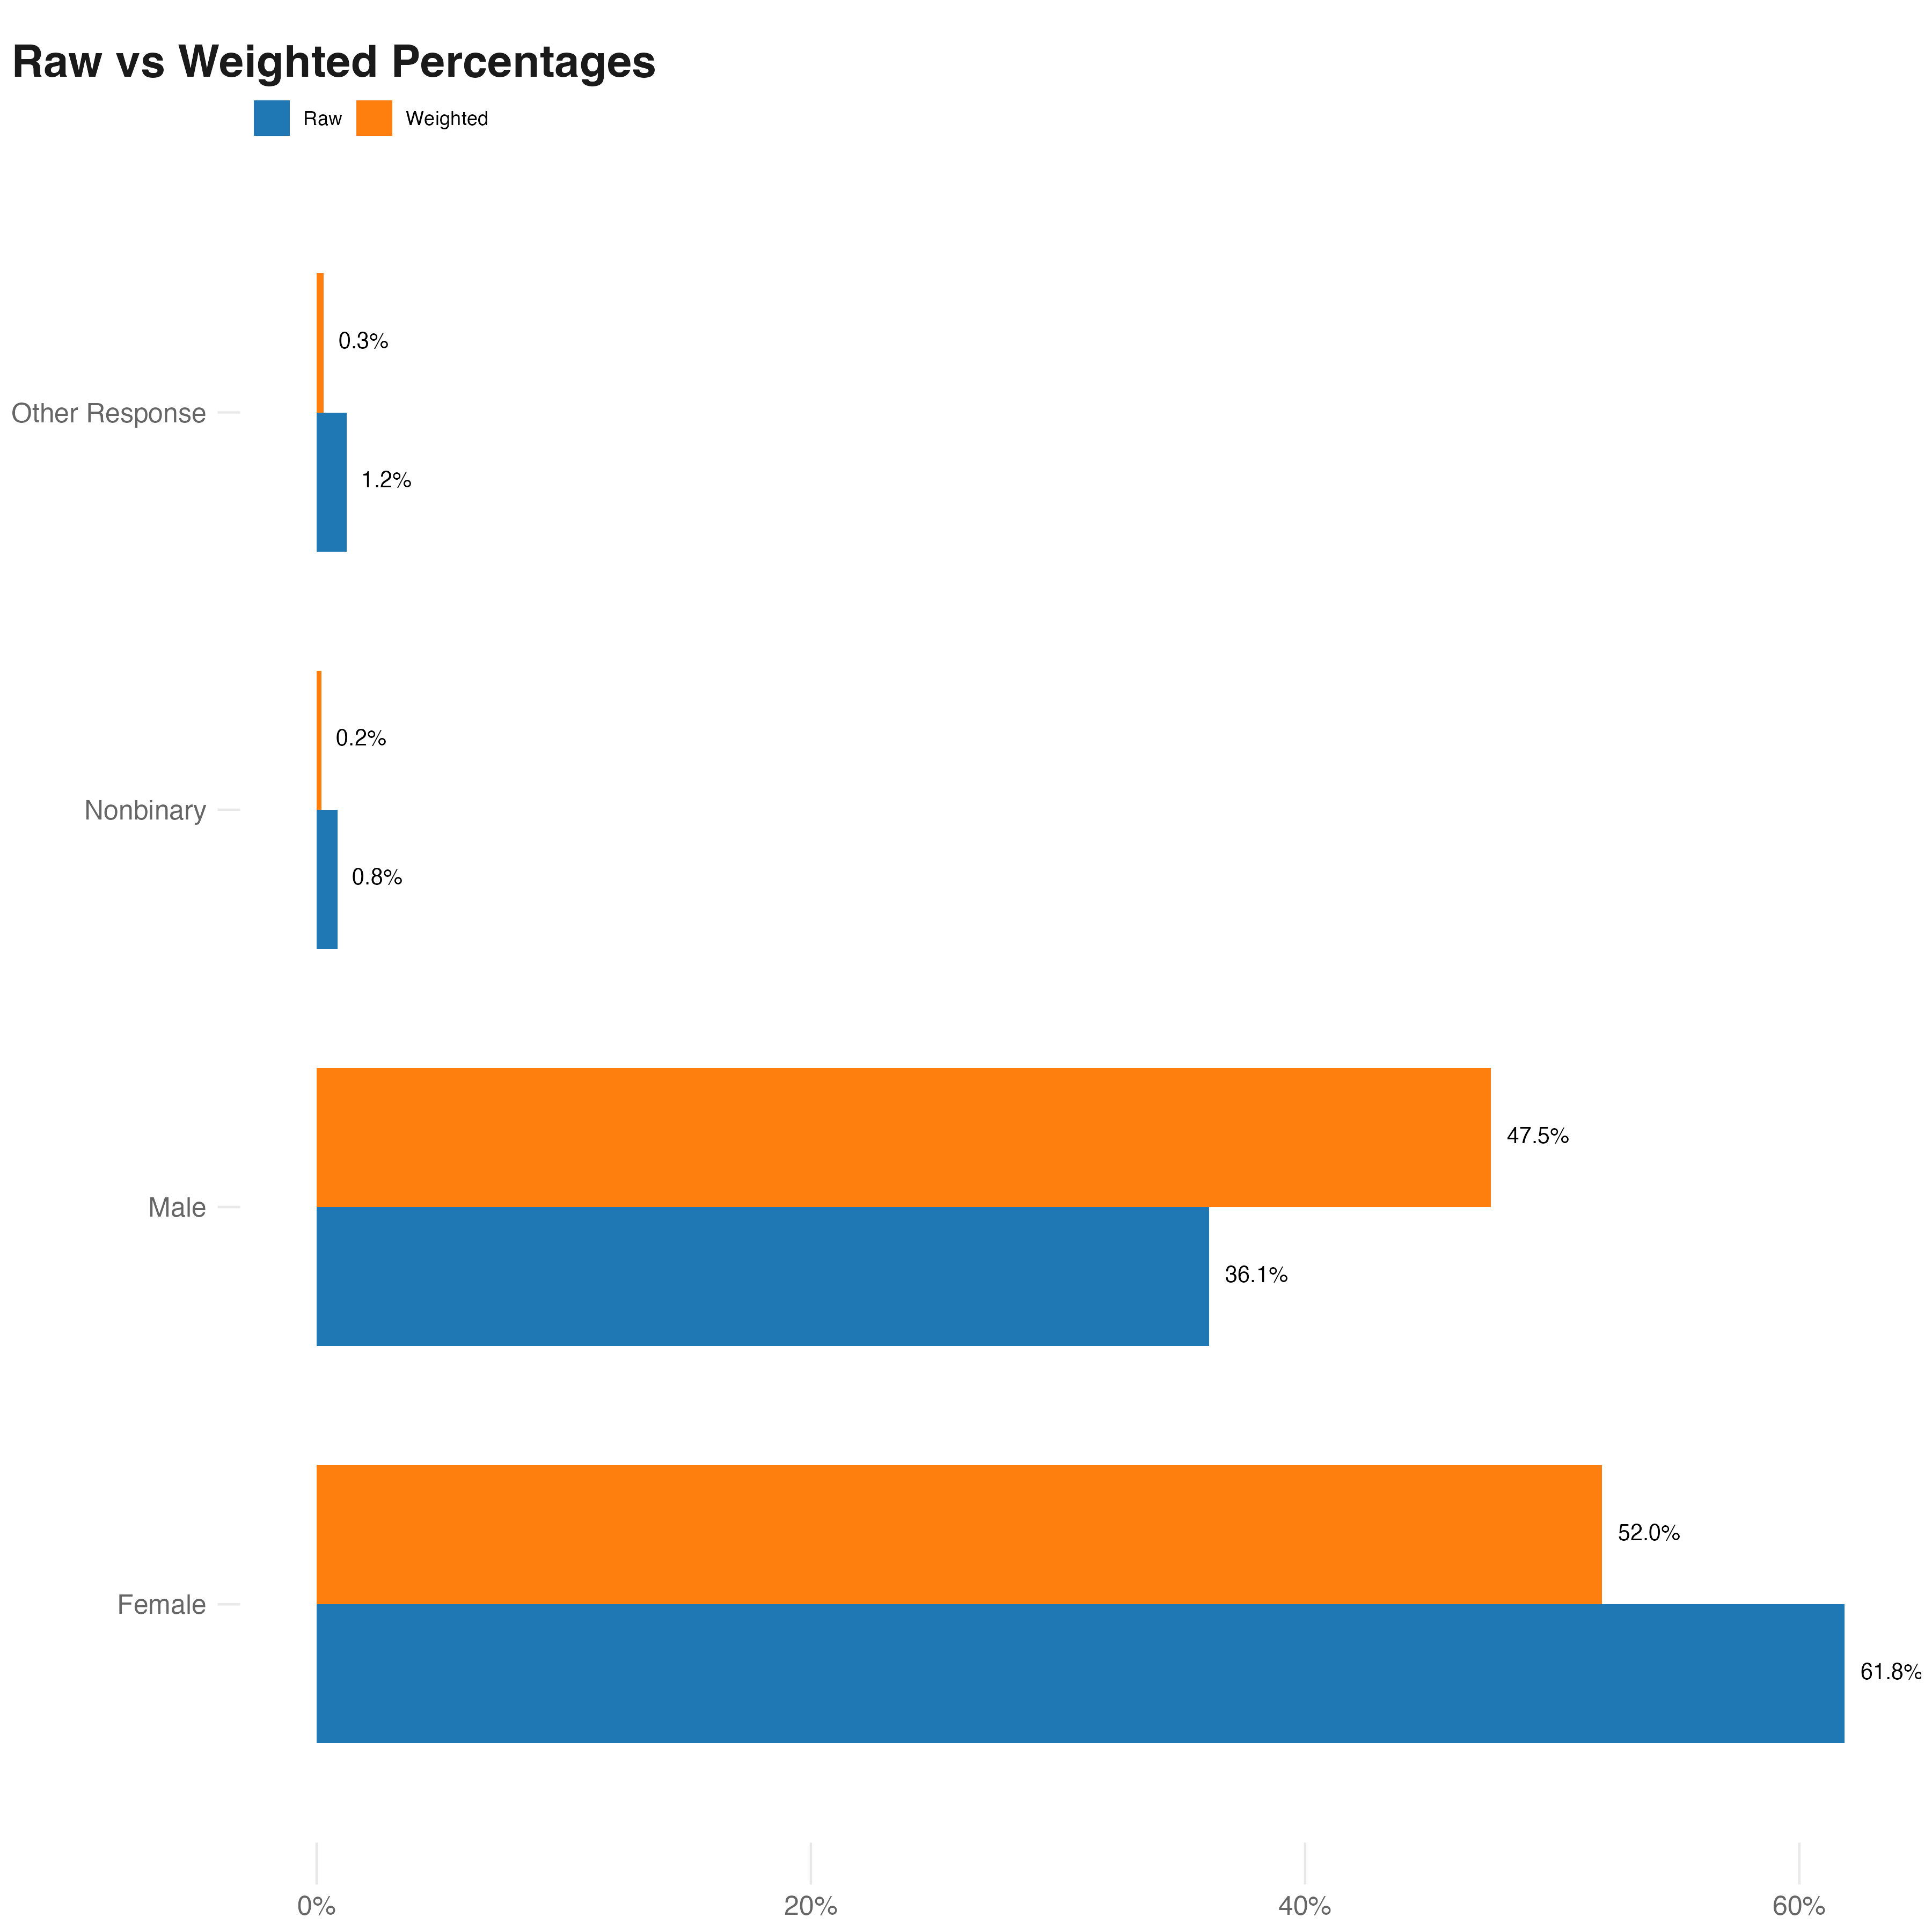 Raw vs Weighted Percentages
Raw Weighted
0.3%
Other Response
1.2%
0.2%
Nonbinary
0.8%
47.5%
Male
36.1%
52.0%
Female
61.8%
0% 20% 40% 60%